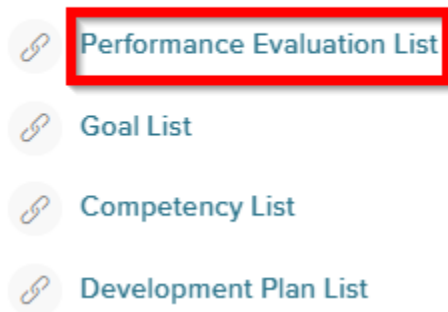 Performance Evaluation List
Goal List
Competency List
Development Plan List